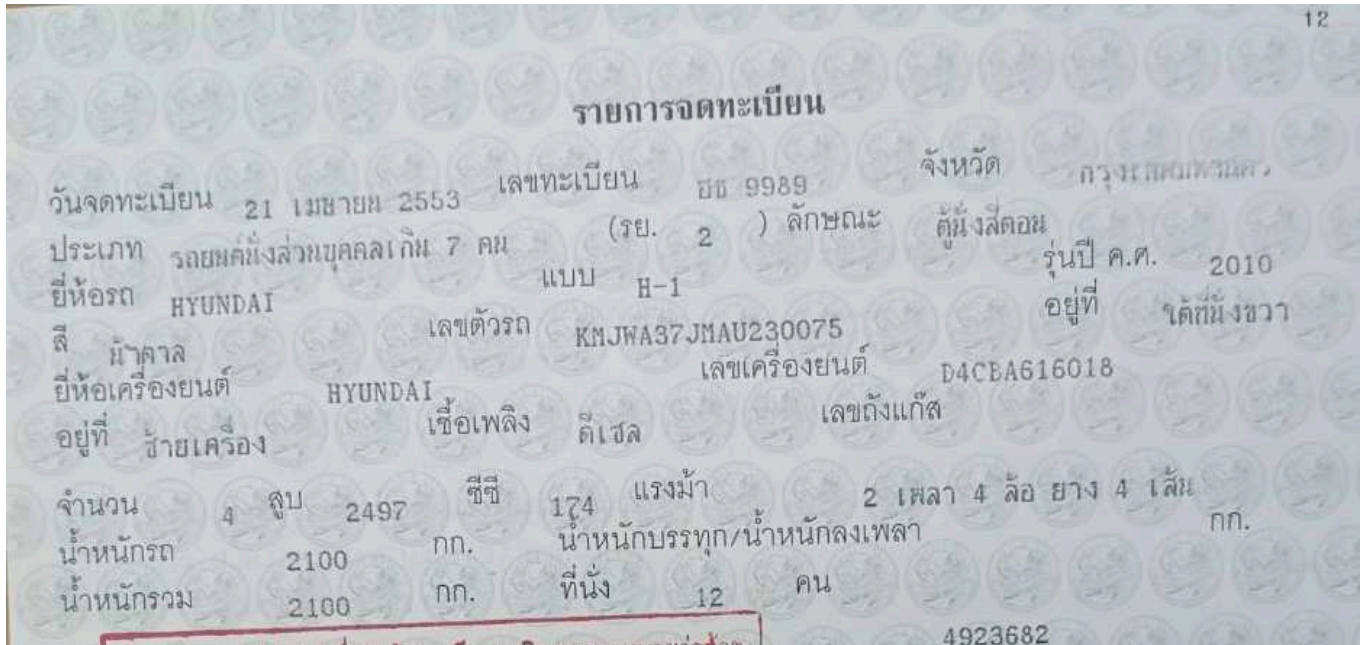 12
รายการจดทะเบียน
วันจดทะเบียน 21 เมษายน 2553 เลขทะเบียน ฮธ 9989 จังหวัด กรุงเทพมหานคร
ประเภท รถยนต์นั่งส่วนบุคคลเกิน 7 คน (รย. 2 ) ลักษณะ ตู้นั่งสี่ตอน
ยี่ห้อรถ HYUNDAI แบบ H-1 รุ่นปี ค.ศ. 2010
สี น้ำตาล เลขตัวรถ KMJWA37JMAU230075 อยู่ที่ ใต้ที่นั่งขวา
ยี่ห้อเครื่องยนต์ HYUNDAI เลขเครื่องยนต์ D4CBA616018
อยู่ที่ ซ้ายเครื่อง เชื้อเพลิง ดีเซล เลขถังแก๊ส
จำนวน 4 สูบ 2497 ซีซี 174 แรงม้า 2 เพลา 4 ล้อ ยาง 4 เส้น
น้ำหนักรถ 2100 กก. น้ำหนักบรรทุก/น้ำหนักลงเพลา กก.
น้ำหนักรวม 2100 กก. ที่นั่ง 12 คน
4923682